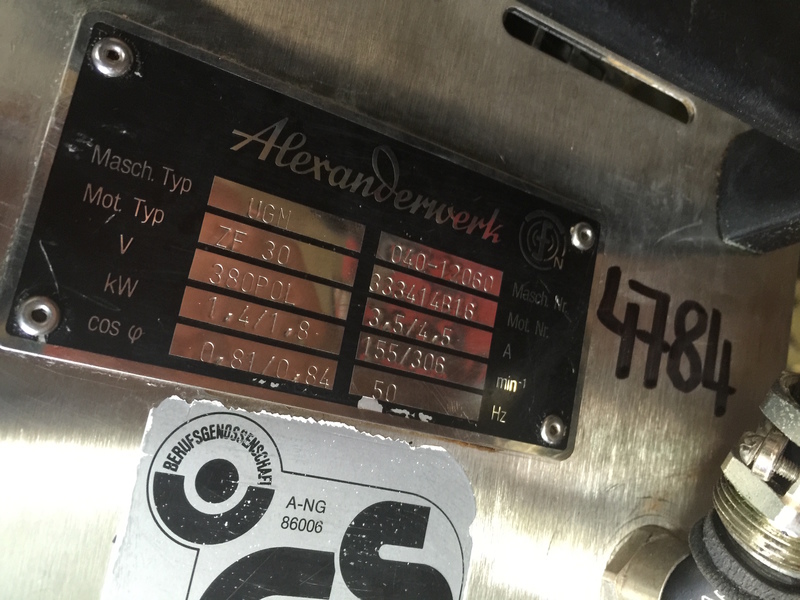 Alexanderwerk
Masch. Typ UGN 040-12060 Masch. Nr.
Mot. Typ ZF 30 333414818 Mot. Nr.
V 380POL 3.5/4.5 A
kW 1.4/1.8 155/306 min⁻¹
cos φ 0.81/0.84 50 Hz
4784
BERUFSGENOSSENSCHAFT
A-NG
86006
GS